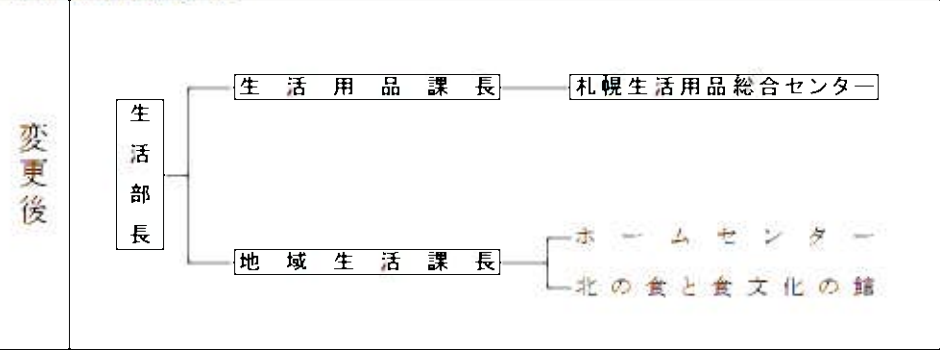 変更後
生活部長
生活用品課長
札幌生活用品総合センター
地域生活課長
ホームセンター
北の食と食文化の館